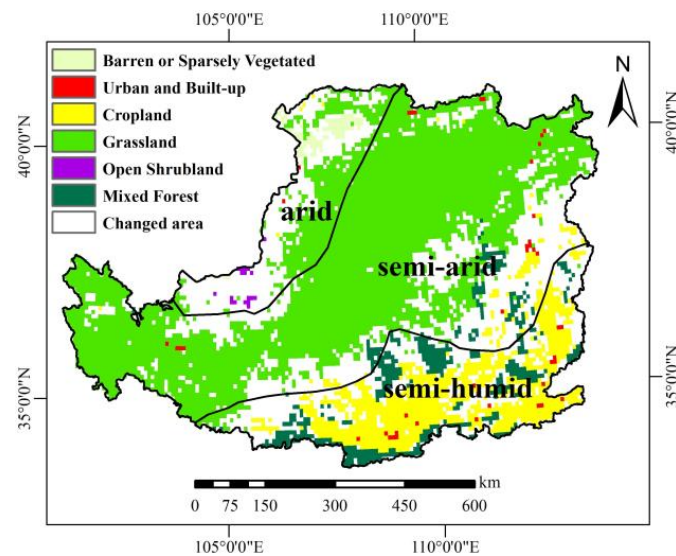 105°0'0"E
110°0'0"E
Barren or Sparsely Vegetated
Urban and Built-up
Cropland
Grassland
Open Shrubland
Mixed Forest
Changed area
N
40°0'0"N
40°0'0"N
arid
semi-arid
semi-humid
35°0'0"N
35°0'0"N
km
0 75 150 300 450 600
105°0'0"E
110°0'0"E